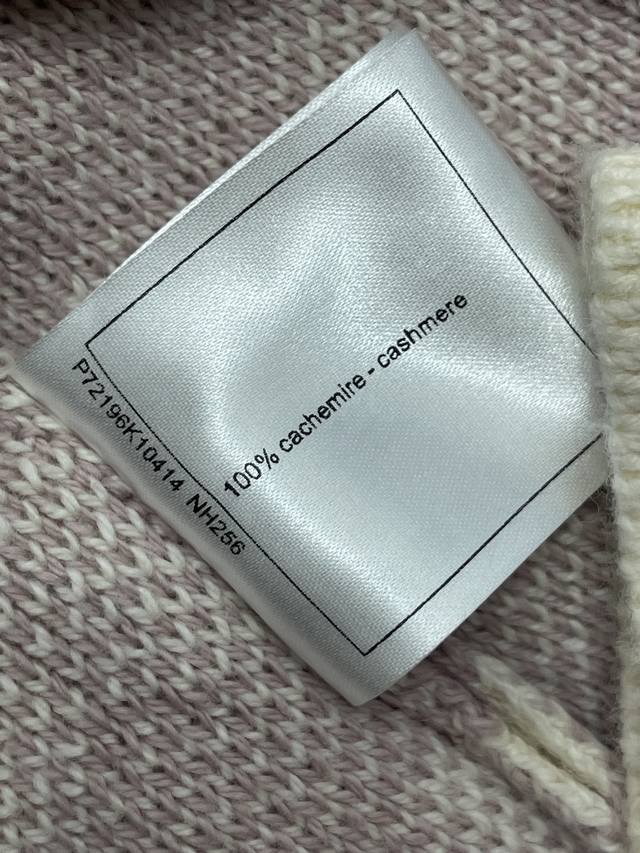 100% cachemire - cashmere
P72196K10414 NH256